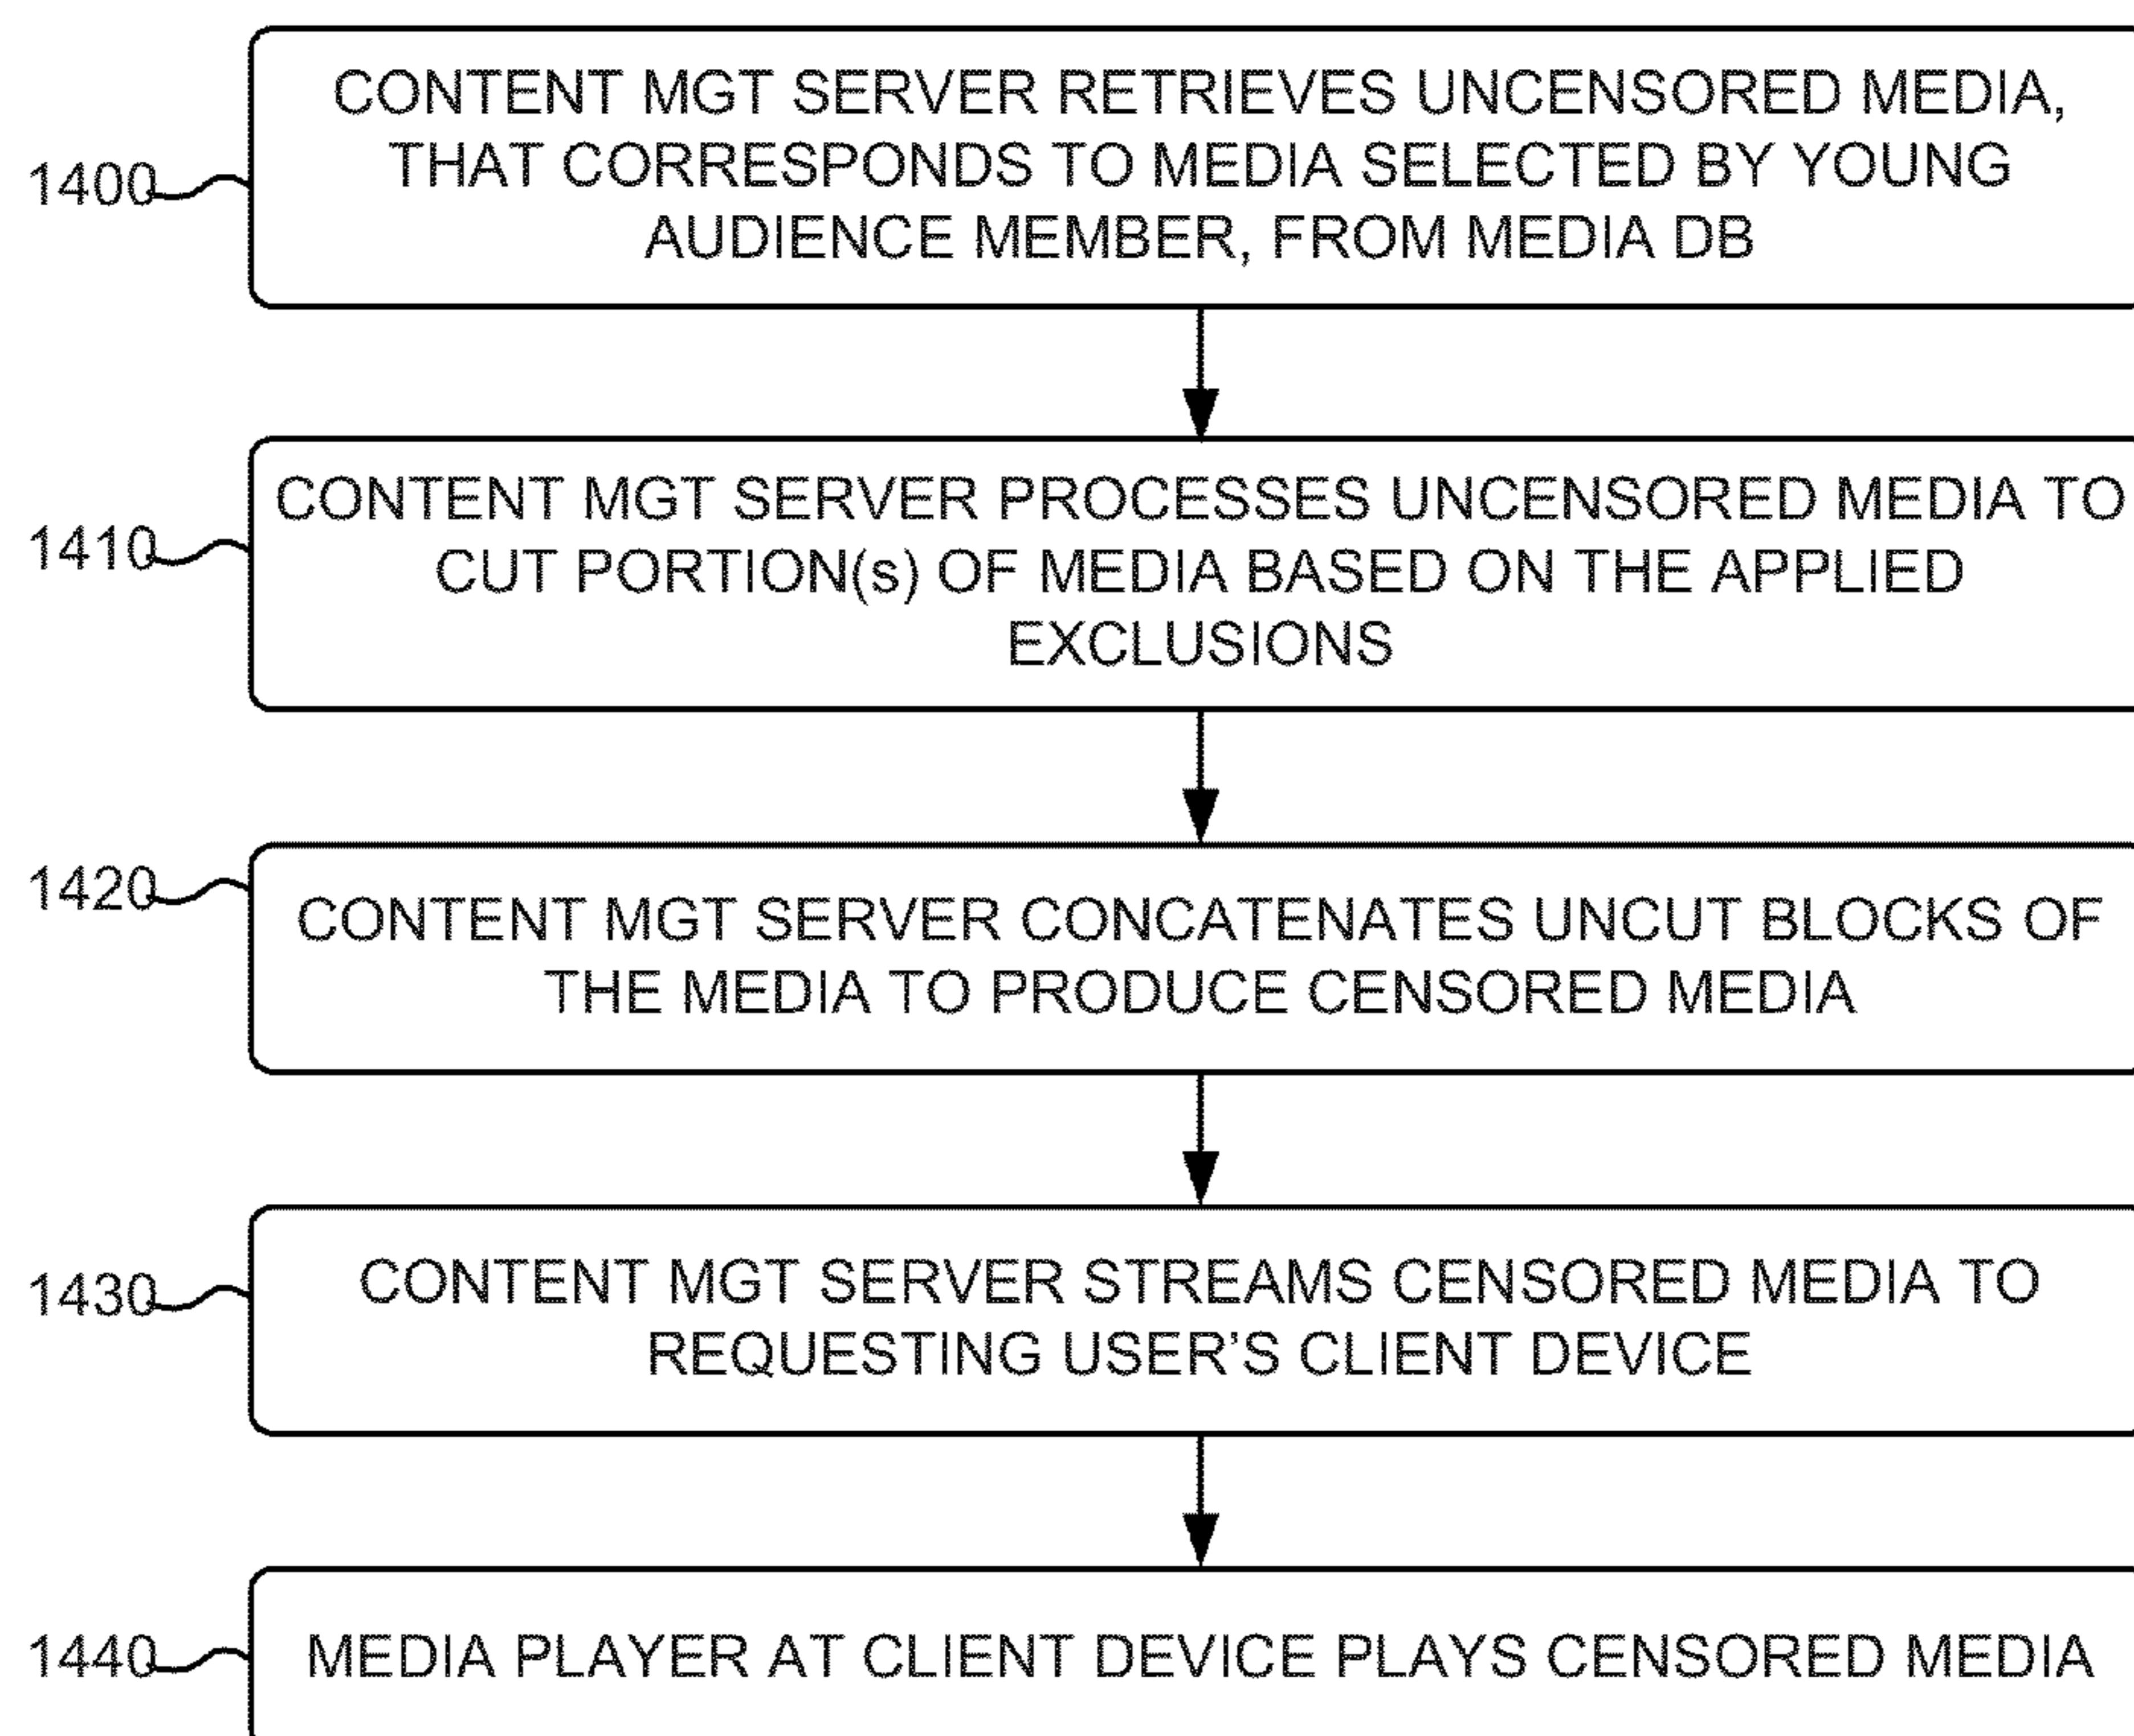 CONTENT MGT SERVER RETRIEVES UNCENSORED MEDIA,
1400
THAT CORRESPONDS TO MEDIA SELECTED BY YOUNG
AUDIENCE MEMBER, FROM MEDIA DB
CONTENT MGT SERVER PROCESSES UNCENSORED MEDIA TO
1410
CUT PORTION(s) OF MEDIA BASED ON THE APPLIED
EXCLUSIONS
1420
CONTENT MGT SERVER CONCATENATES UNCUT BLOCKS OF
THE MEDIA TO PRODUCE CENSORED MEDIA
1430
CONTENT MGT SERVER STREAMS CENSORED MEDIA TO
REQUESTING USER'S CLIENT DEVICE
1440
MEDIA PLAYER AT CLIENT DEVICE PLAYS CENSORED MEDIA